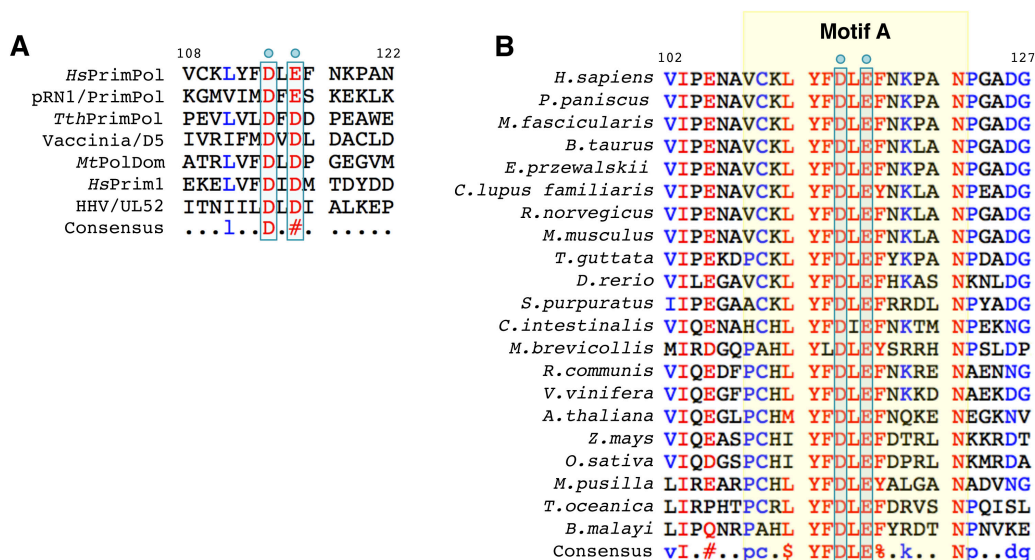 A
108 122
HsPrimPol VCKLYFDLEF NKPAN
pRN1/PrimPol KGMVIMDFES KEKLK
TthPrimPol PEVLVLDFDD PEAWE
Vaccinia/D5 IVRIFMDVDL DACLD
MtPolDom ATRLVFDLDP GEGVM
HsPrim1 EKELVFDIDM TDYDD
HHV/UL52 ITNIILDLDI ALKEP
Consensus ...l..D.#. .....
B
Motif A
102 127
H.sapiens VIPENAVCKL YFDLEFNKPA NPGADG
P.paniscus VIPENAVCKL YFDLEFNKPA NPGADG
M.fascicularis VIPENAVCKL YFDLEFNKPA NPGADG
B.taurus VIPENAVCKL YFDLEFNKPA NPGADG
E.przewalskii VIPENAVCKL YFDLEFNKPA NPGADG
C.lupus familiaris VIPENAVCKL YFDLEYNKLA NPEADG
R.norvegicus VIPENAVCKL YFDLEFNKLA NPGADG
M.musculus VIPENAVCKL YFDLEFNKLA NPGADG
T.guttata VIPEKDPCKL YFDLEYNKPA NPDADG
D.rerio VILEGAVCKL YFDLEFHKAS NKNLDG
S.purpuratus IIPEGAACKL YFDLEFRRDL NPYADG
C.intestinalis VIQENAHCHL YFDIEFNKTM NPEKNG
M.brevicollis MIRDGQPAHL YLDLEYSRRH NPSLDP
R.communis VIQEDFPCHL YFDLEFNKRE NAENNG
V.vinifera VIQEGFPCHL YFDLEFNKKD NAEKDG
A.thaliana VIQEGLPCHM YFDLEFNQKE NEGKNV
Z.mays VIQEASPCHI YFDLEFDTRL NKKRDT
O.sativa VIQDGSPCHI YFDLEFDPRL NKMRDA
M.pusilla LIREARPCHL YFDLEYALGA NADVNG
T.oceanica LIRPHTPCRL YFDLEFDRVS NPQISL
B.malayi LIPQNRPAHL YFDLEFYRDT NPNVKE
Consensus vI.#..pc.$ YFDLE%.k.. Np..dg